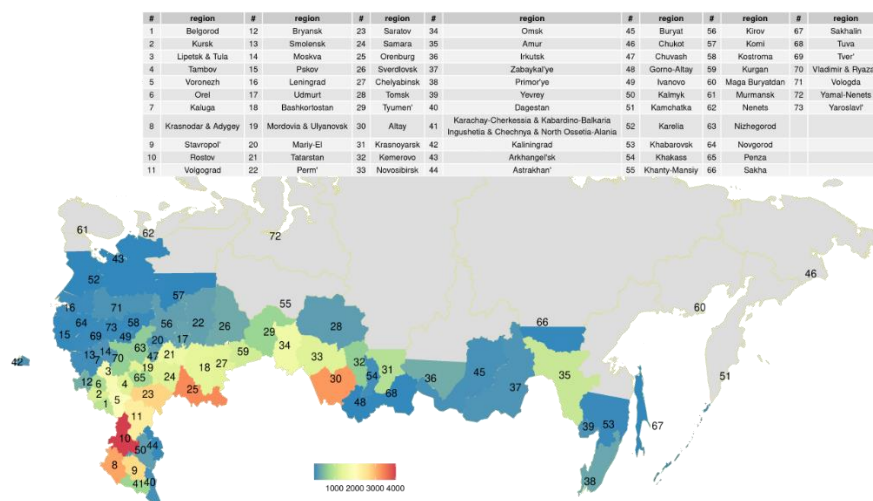 # region # region # region # region # region # region # region
1 Belgorod 12 Bryansk 23 Saratov 34 Omsk 45 Buryat 56 Kirov 67 Sakhalin
2 Kursk 13 Smolensk 24 Samara 35 Amur 46 Chukot 57 Komi 68 Tuva
3 Lipetsk & Tula 14 Moskva 25 Orenburg 36 Irkutsk 47 Chuvash 58 Kostroma 69 Tver'
4 Tambov 15 Pskov 26 Sverdlovsk 37 Zabaykal'ye 48 Gorno-Altay 59 Kurgan 70 Vladimir & Ryaza
5 Voronezh 16 Leningrad 27 Chelyabinsk 38 Primor'ye 49 Ivanovo 60 Maga Buryatdan 71 Vologda
6 Orel 17 Udmurt 28 Tomsk 39 Yevrey 50 Kalmyk 61 Murmansk 72 Yamal-Nenets
7 Kaluga 18 Bashkortostan 29 Tyumen' 40 Dagestan 51 Kamchatka 62 Nenets 73 Yaroslavl'
8 Krasnodar & Adygey 19 Mordovia & Ulyanovsk 30 Altay 41 Karachay-Cherkessia & Kabardino-Balkaria 52 Karelia 63 Nizhegorod
Ingushetia & Chechnya & North Ossetia-Alania
9 Stavropol' 20 Mariy-El 31 Krasnoyarsk 42 Kaliningrad 53 Khabarovsk 64 Novgorod
10 Rostov 21 Tatarstan 32 Kemerovo 43 Arkhangel'sk 54 Khakass 65 Penza
11 Volgograd 22 Perm' 33 Novosibirsk 44 Astrakhan' 55 Khanty-Mansiy 66 Sakha
61 62 72
43
52 46
57 55
16 71 60
64 73 58 56 22 26 28 66
15 69 49 20 17 29
13 7 14 63 34
42 70 47 21 59 33 32 31 45 51
3 19 18 27 36 37
12 6 4 65 24 30 54 35
2 25 68
1 5 23 48
11 39 53 67
10 50 44
8 9 38
41 40
1000 2000 3000 4000